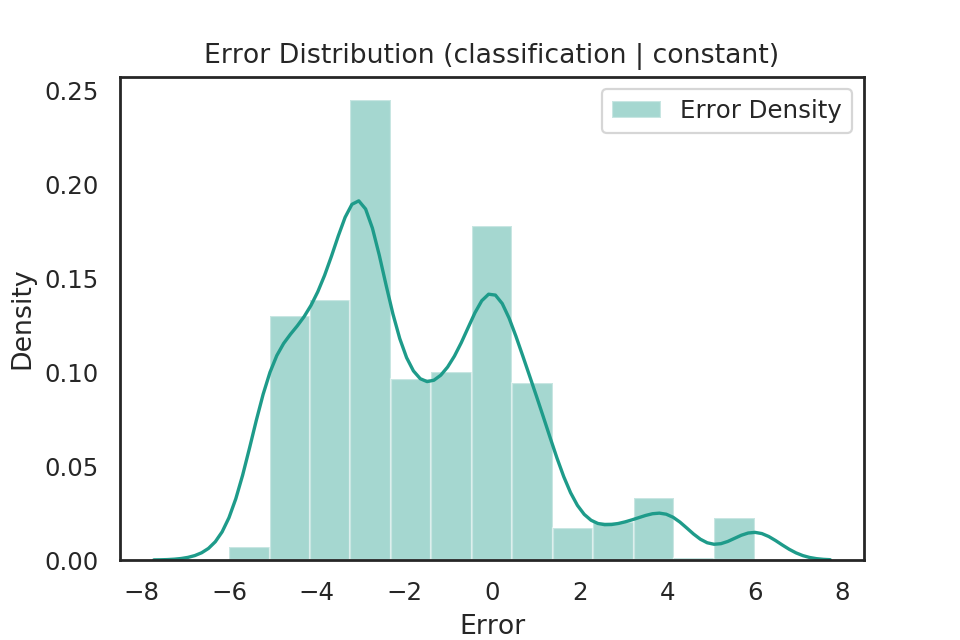 Error Distribution (classification | constant)
Error Density
Density
0.25
0.20
0.15
0.10
0.05
0.00
−8 −6 −4 −2 0 2 4 6 8
Error